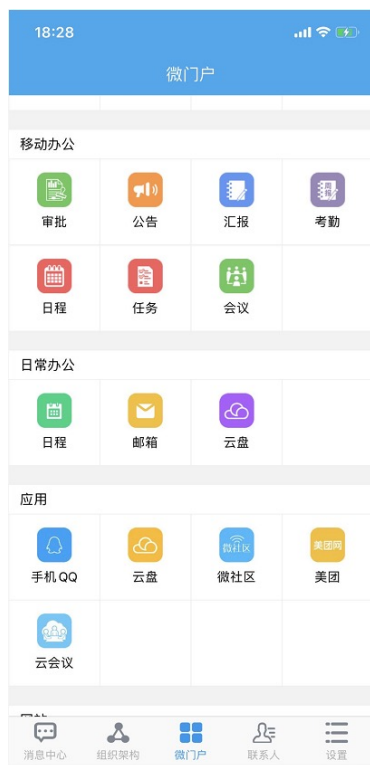 18:28
微门户
移动办公
审批 公告 汇报 周报 考勤
日程 任务 会议
日常办公
日程 邮箱 云盘
应用
微社区 美团网
手机QQ 云盘 微社区 美团
云会议
消息中心 组织架构 微门户 联系人 设置